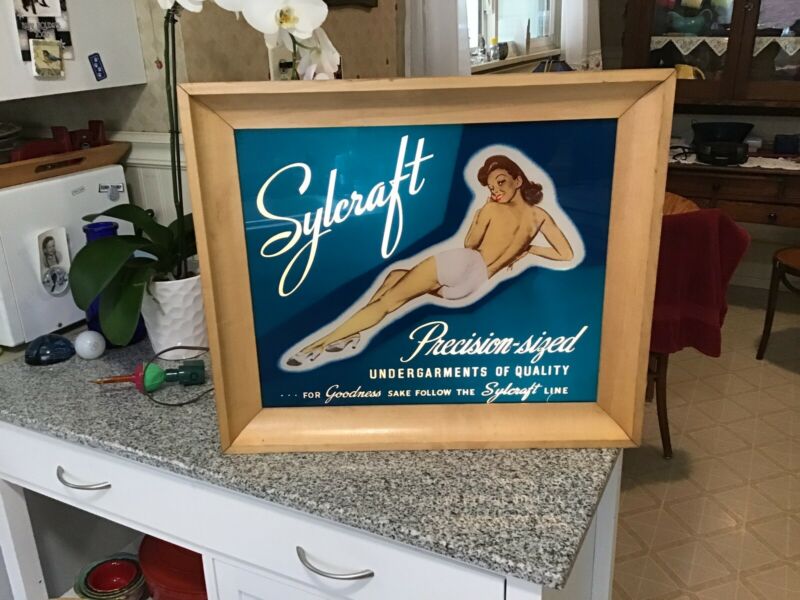 Sylcraft
Precision-sized
UNDERGARMENTS OF QUALITY
... FOR Goodness SAKE FOLLOW THE Sylcraft LINE